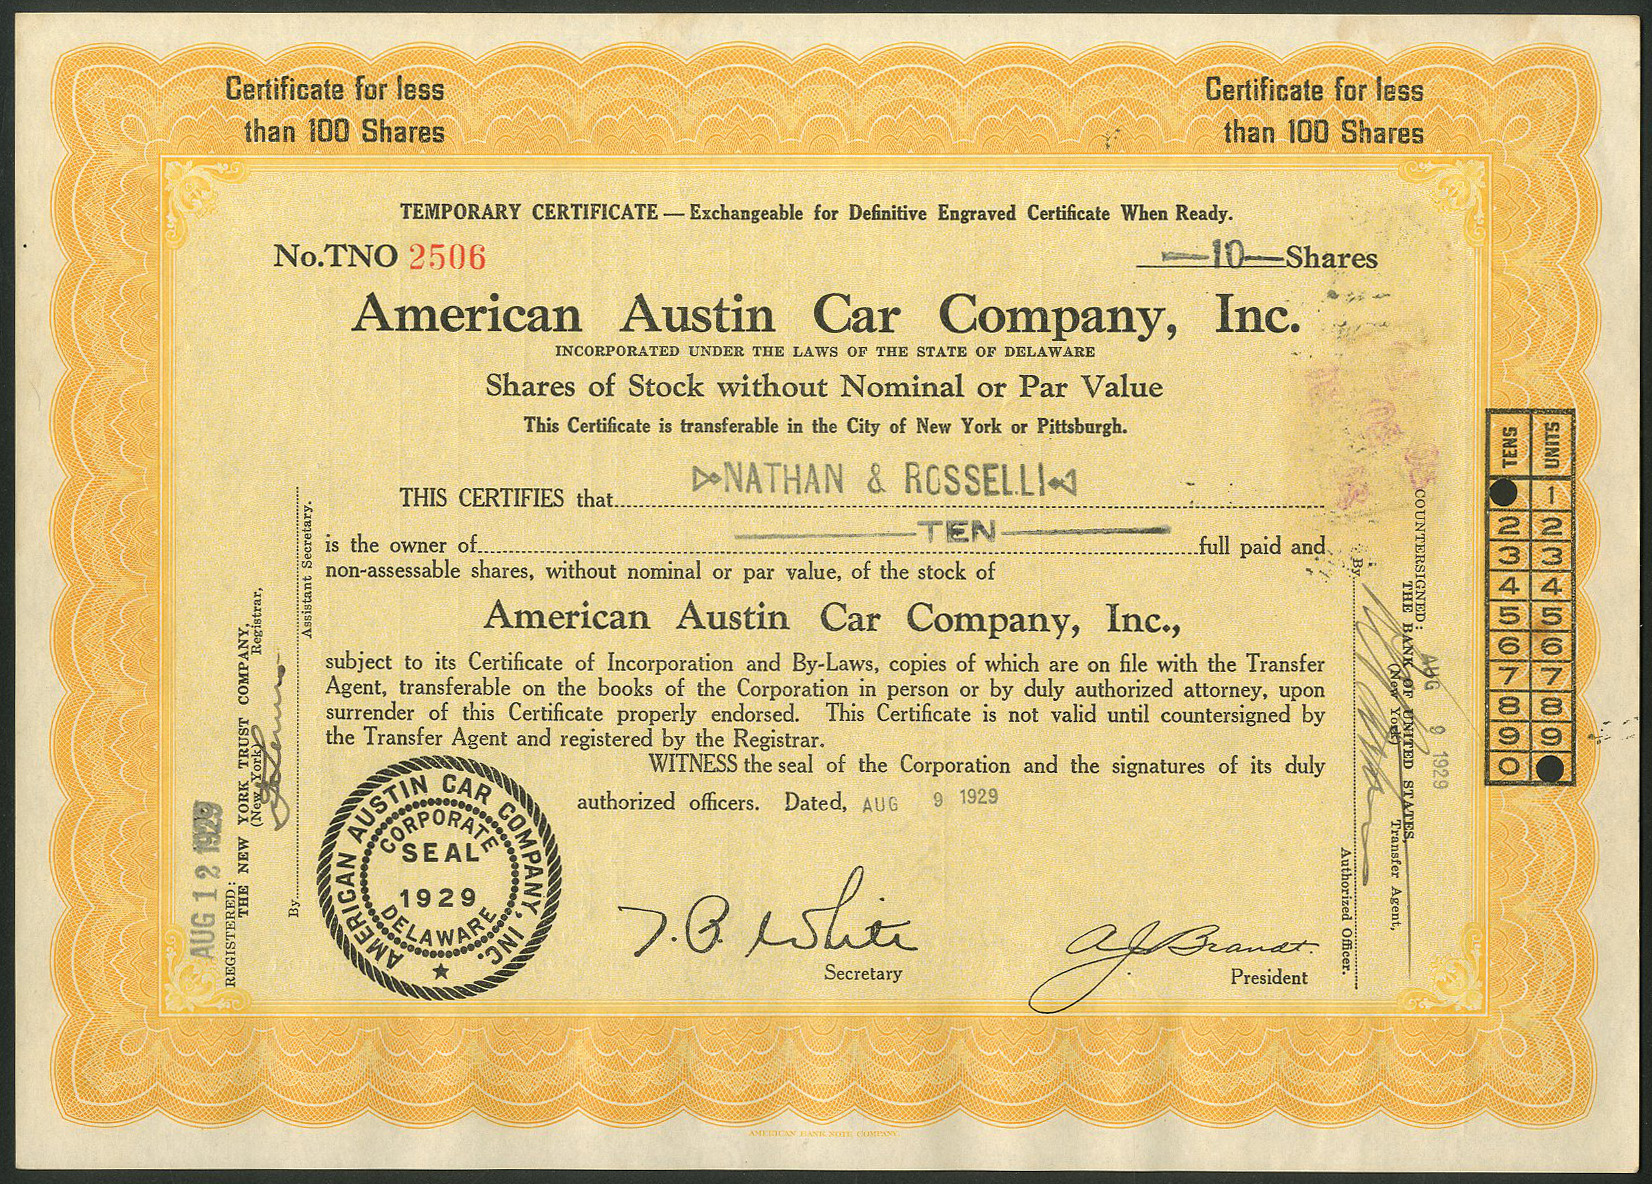 Certificate for less
than 100 Shares
Certificate for less
than 100 Shares
TEMPORARY CERTIFICATE — Exchangeable for Definitive Engraved Certificate When Ready.
No.TNO 2506
—10— Shares
American Austin Car Company, Inc.
INCORPORATED UNDER THE LAWS OF THE STATE OF DELAWARE
Shares of Stock without Nominal or Par Value
This Certificate is transferable in the City of New York or Pittsburgh.
THIS CERTIFIES that NATHAN & ROSSELLI
is the owner of TEN full paid and
non-assessable shares, without nominal or par value, of the stock of
American Austin Car Company, Inc.,
subject to its Certificate of Incorporation and By-Laws, copies of which are on file with the Transfer
Agent, transferable on the books of the Corporation in person or by duly authorized attorney, upon
surrender of this Certificate properly endorsed. This Certificate is not valid until countersigned by
the Transfer Agent and registered by the Registrar.
WITNESS the seal of the Corporation and the signatures of its duly
authorized officers. Dated, AUG 9 1929
AMERICAN AUSTIN CAR COMPANY, INC.
CORPORATE
SEAL
1929
DELAWARE
T. B. White
Secretary
A J Brandt.
President
AUG 12 1929
REGISTERED:
THE NEW YORK TRUST COMPANY,
(New York) Registrar,
By
Assistant Secretary.
COUNTERSIGNED: AUG 9 1929
THE BANK OF UNITED STATES,
(New York) Transfer Agent,
By
Authorized Officer.
TENS UNITS
1
2 2
3 3
4 4
5 5
6 6
7 7
8 8
9 9
0
AMERICAN BANK NOTE COMPANY.